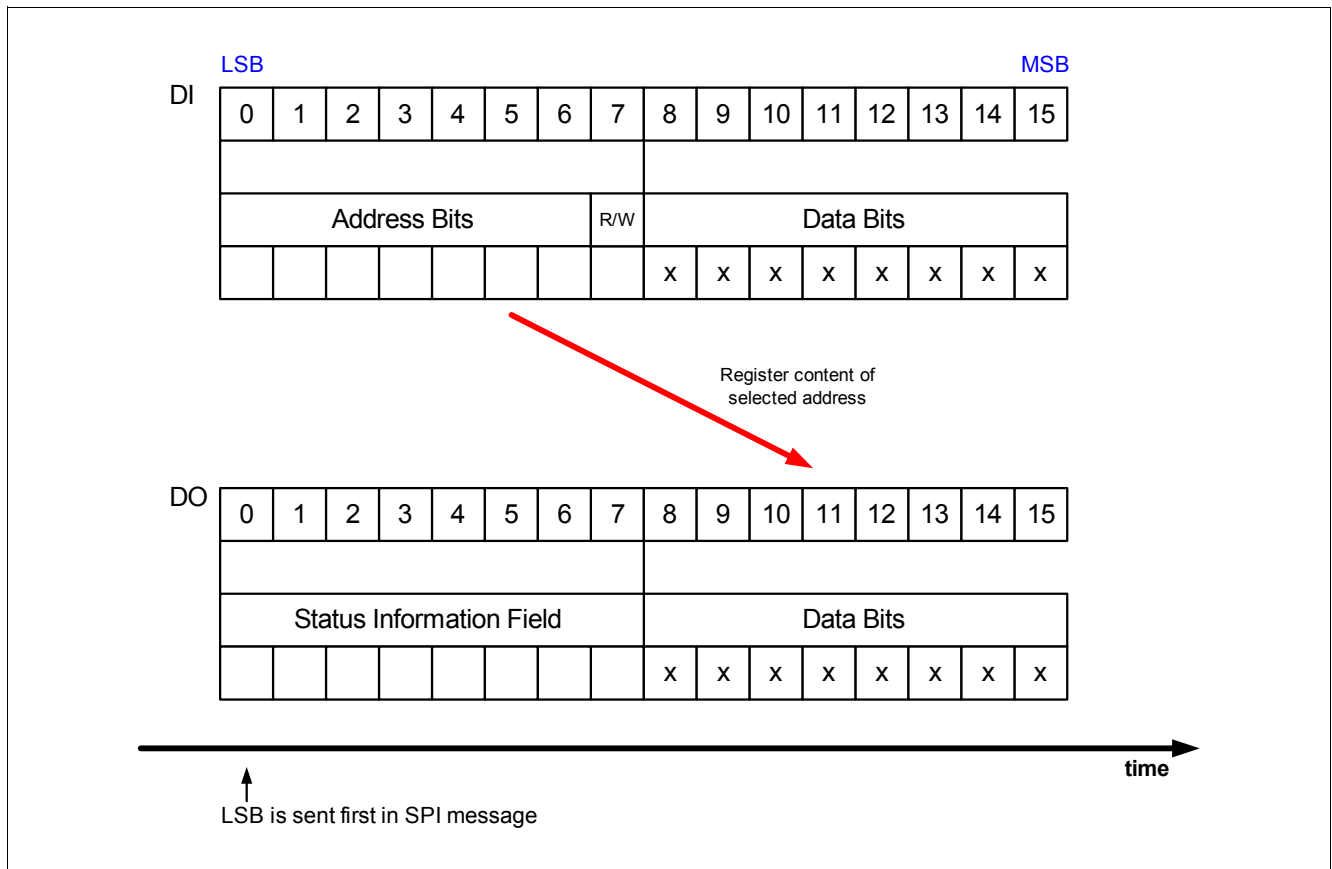 LSB MSB
DI
0 1 2 3 4 5 6 7 8 9 10 11 12 13 14 15
Address Bits R/W Data Bits
x x x x x x x x
Register content of
selected address
DO
0 1 2 3 4 5 6 7 8 9 10 11 12 13 14 15
Status Information Field Data Bits
x x x x x x x x
time
LSB is sent first in SPI message